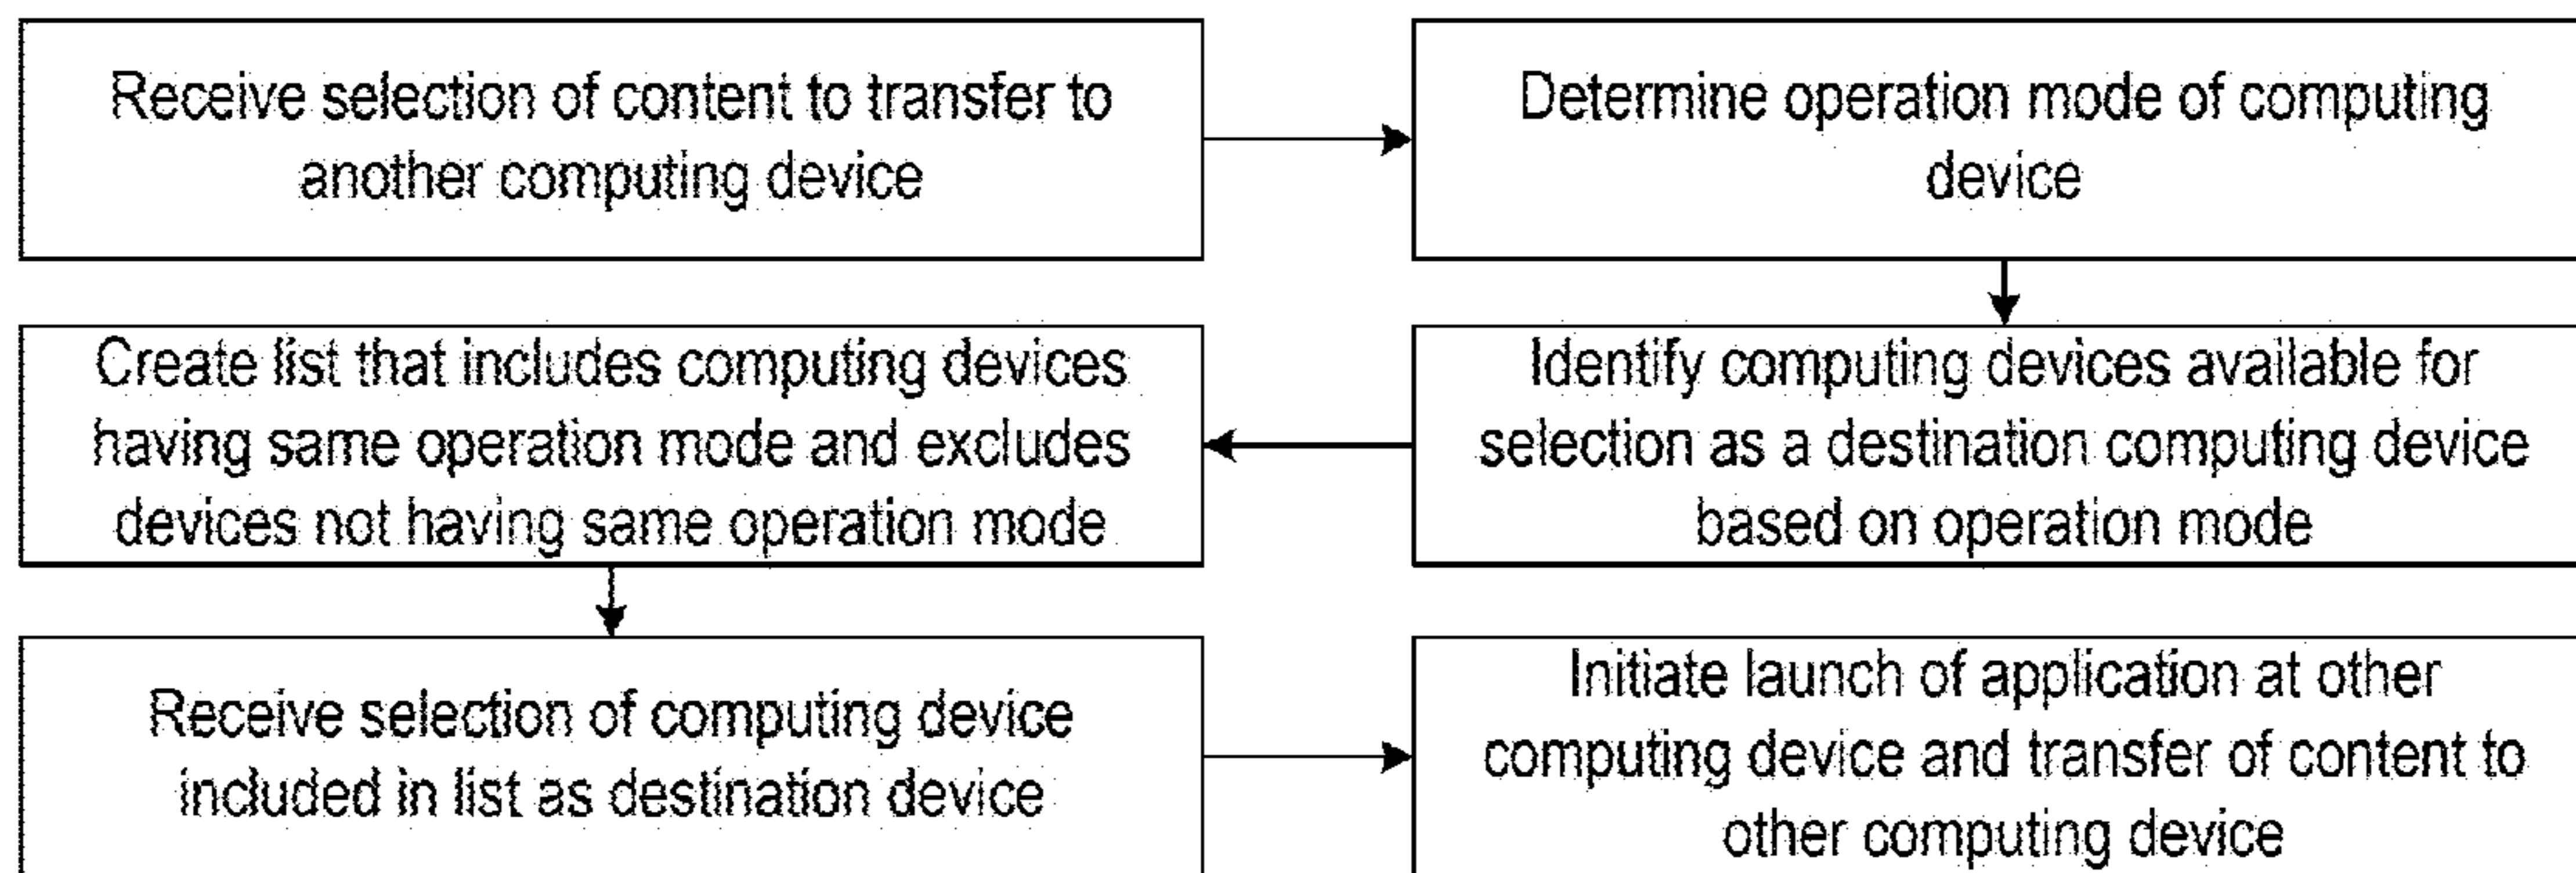 Receive selection of content to transfer to
another computing device
Determine operation mode of computing
device
Identify computing devices available for
selection as a destination computing device
based on operation mode
Create list that includes computing devices
having same operation mode and excludes
devices not having same operation mode
Receive selection of computing device
included in list as destination device
Initiate launch of application at other
computing device and transfer of content to
other computing device